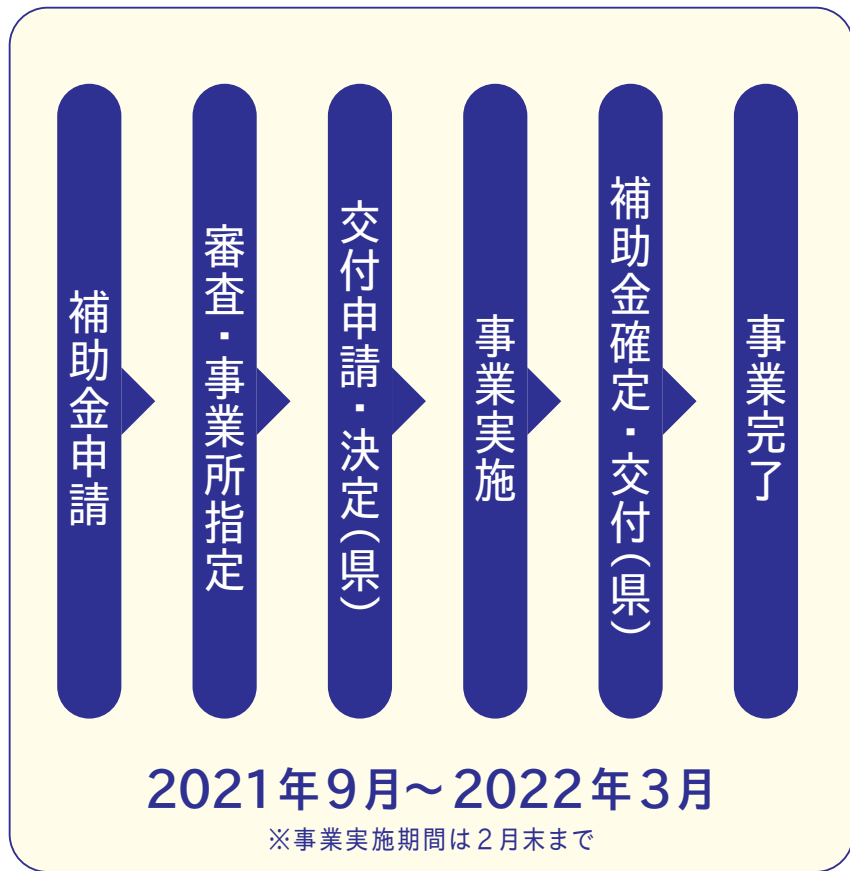 補助金申請
審査・事業所指定
交付申請・決定(県)
事業実施
補助金確定・交付(県)
事業完了
2021年9月～2022年3月
※事業実施期間は2月末まで